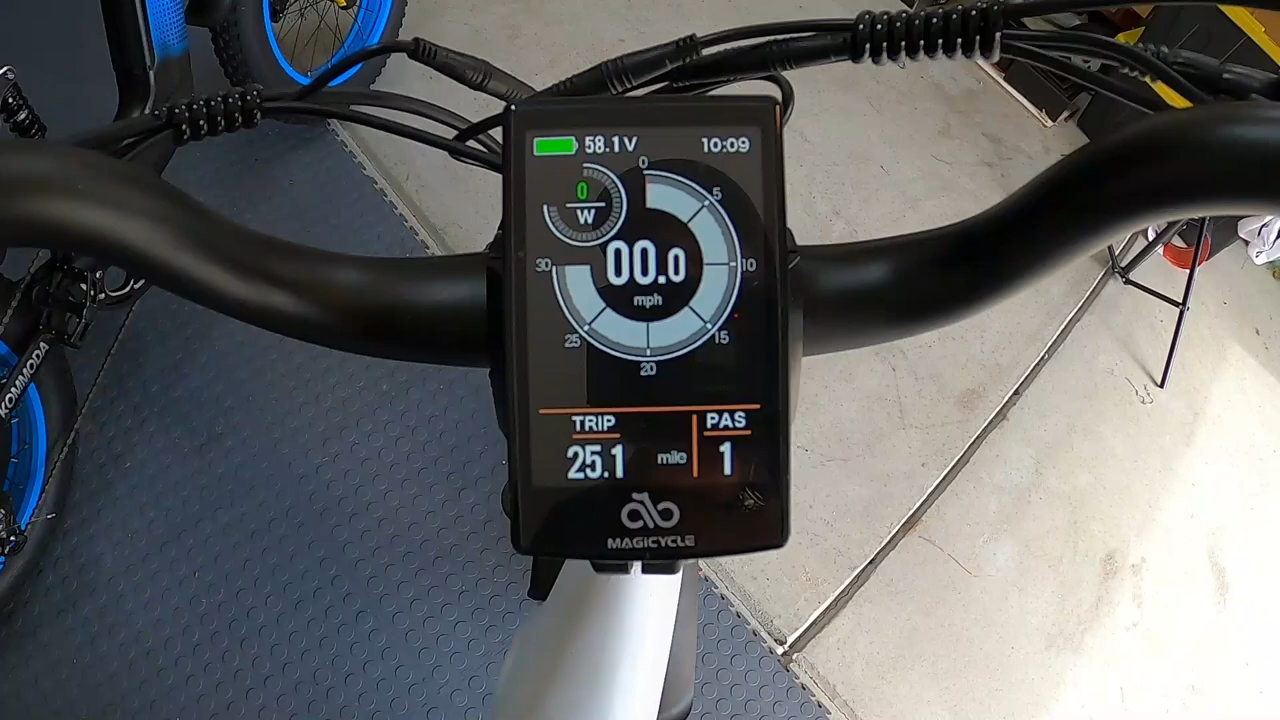 58.1V 10:09
0
5
0
W
30 00.0 10
mph
25 15
20
TRIP PAS
25.1 mile 1
MAGICYCLE
KOMMODA